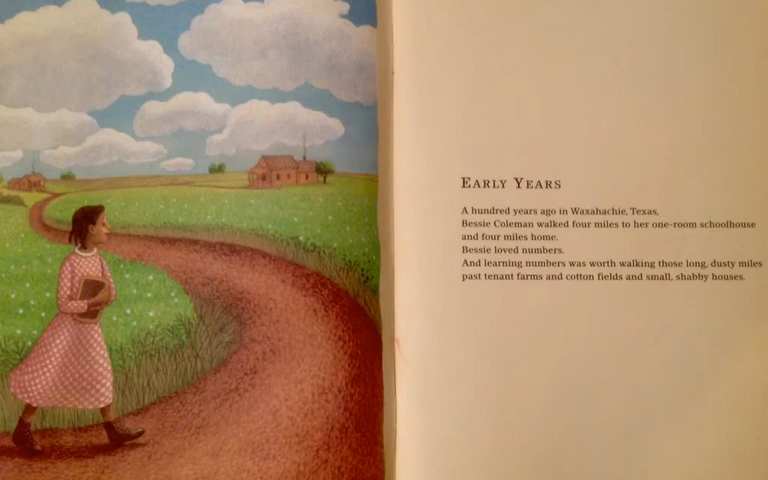 EARLY YEARS
A hundred years ago in Waxahachie, Texas,
Bessie Coleman walked four miles to her one-room schoolhouse
and four miles home.
Bessie loved numbers.
And learning numbers was worth walking those long, dusty miles
past tenant farms and cotton fields and small, shabby houses.